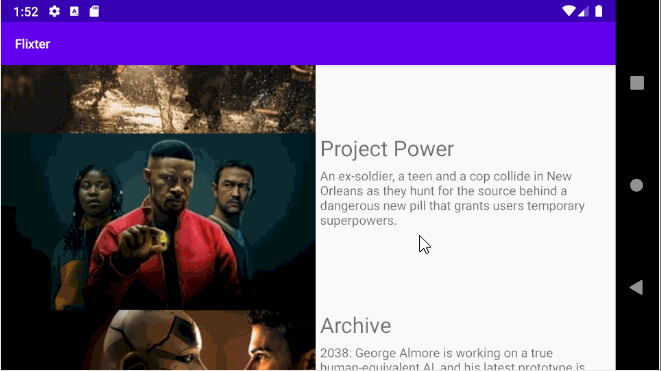 1:52
Flixter
Project Power
An ex-soldier, a teen and a cop collide in New
Orleans as they hunt for the source behind a
dangerous new pill that grants users temporary
superpowers.
Archive
2038: George Almore is working on a true
human-equivalent AI, and his latest prototype is